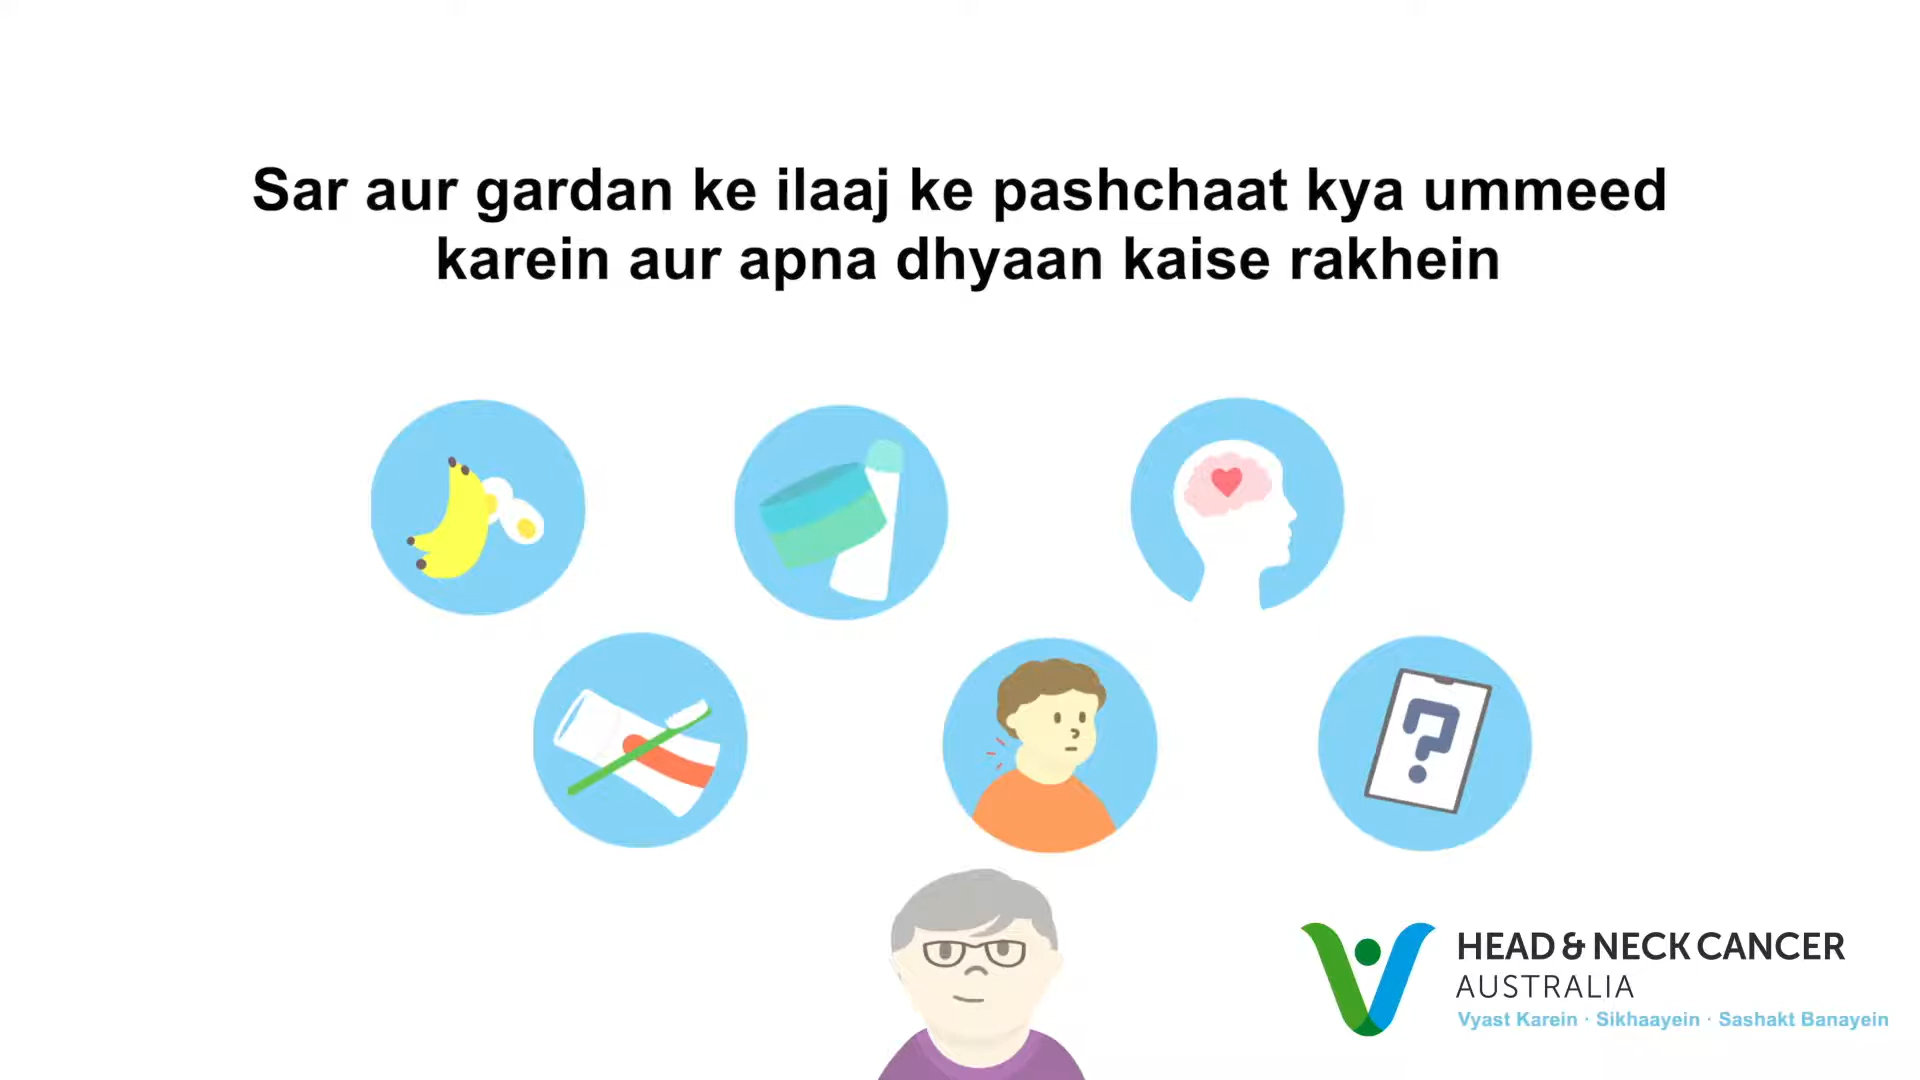 Sar aur gardan ke ilaaj ke pashchaat kya ummeed
karein aur apna dhyaan kaise rakhein
?
HEAD & NECK CANCER
AUSTRALIA
Vyast Karein · Sikhaayein · Sashakt Banayein